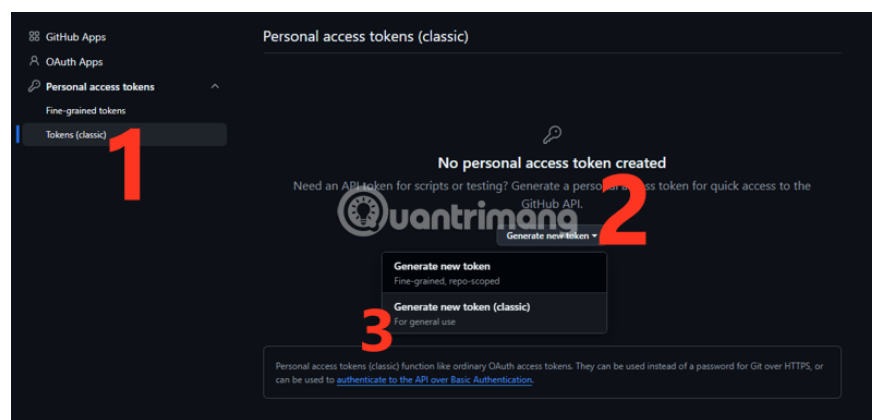 GitHub Apps
OAuth Apps
Personal access tokens
Fine-grained tokens
Tokens (classic)
1
Personal access tokens (classic)
No personal access token created
Need an API token for scripts or testing? Generate a personal access token for quick access to the
GitHub API.
Quantrimang
2
Generate new token
Generate new token
Fine-grained, repo-scoped
Generate new token (classic)
For general use
3
Personal access tokens (classic) function like ordinary OAuth access tokens. They can be used instead of a password for Git over HTTPS, or
can be used to authenticate to the API over Basic Authentication.